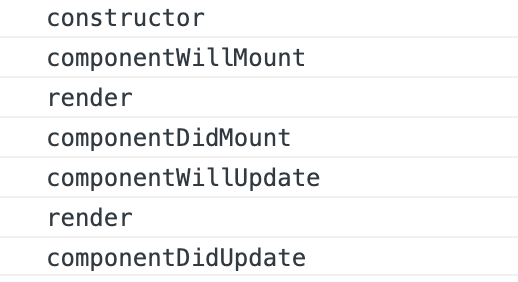 constructor
componentWillMount
render
componentDidMount
componentWillUpdate
render
componentDidUpdate